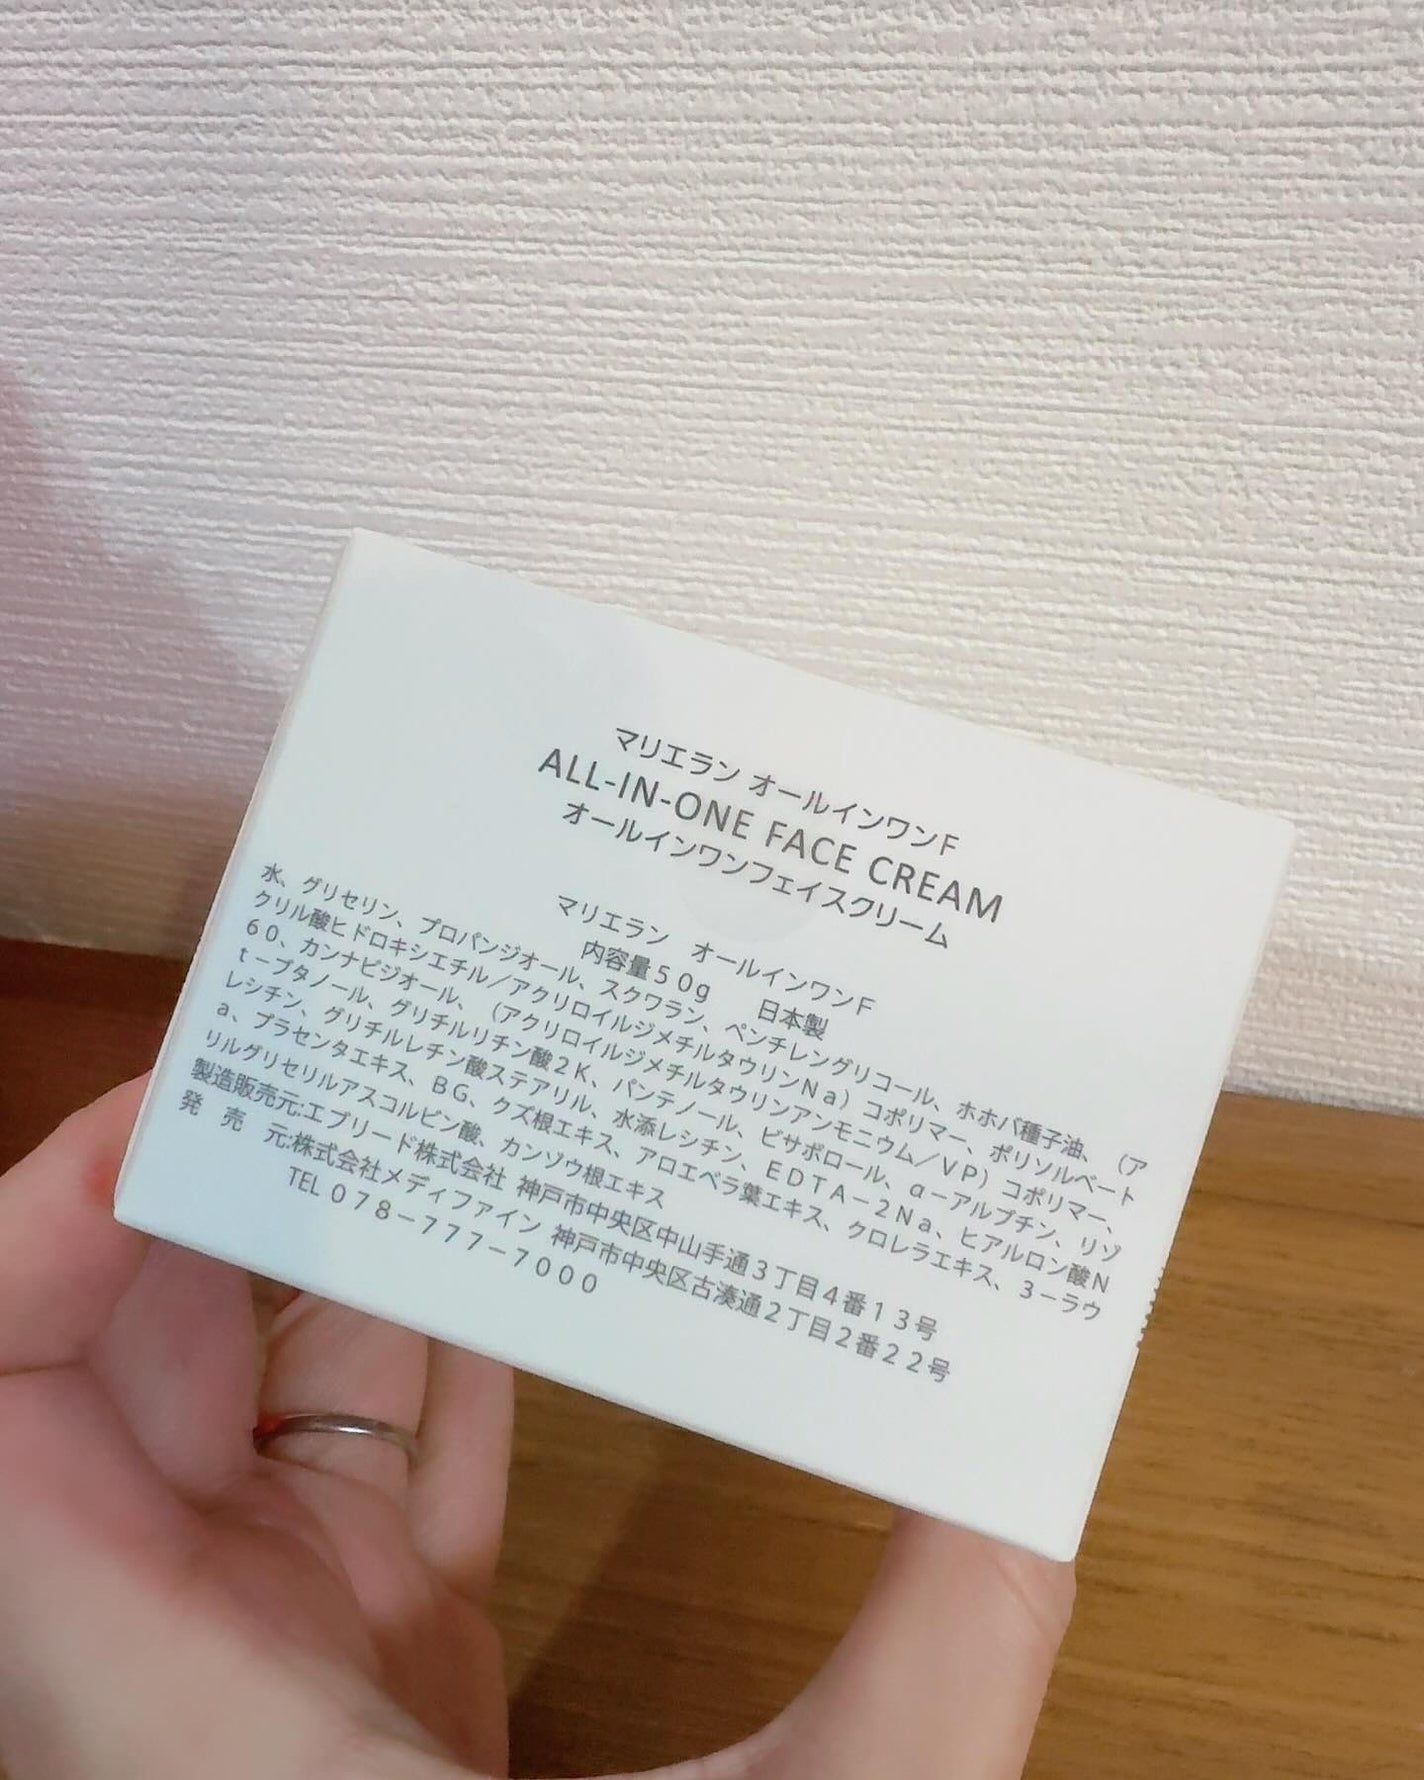 マリエラン オールインワンF
ALL-IN-ONE FACE CREAM
オールインワンフェイスクリーム
マリエラン　オールインワンF
内容量５０g　　日本製
水、グリセリン、プロパンジオール、スクワラン、ペンチレングリコール、ホホバ種子油、（ア
クリル酸ヒドロキシエチル／アクリロイルジメチルタウリンNa）コポリマー、ポリソルベート
６０、カンナビジオール、（アクリロイルジメチルタウリンアンモニウム／VP）コポリマー、
t－ブタノール、グリチルリチン酸２K、パンテノール、ビサボロール、α－アルブチン、リゾ
レシチン、グリチルレチン酸ステアリル、水添レシチン、EDTA－２Na、ヒアルロン酸N
a、プラセンタエキス、BG、クズ根エキス、アロエベラ葉エキス、クロレラエキス、３－ラウ
リルグリセリルアスコルビン酸、カンゾウ根エキス
製造販売元:エブリード株式会社 神戸市中央区中山手通３丁目４番１３号
発　売　元:株式会社メディファイン 神戸市中央区古湊通２丁目２番２２号
TEL ０７８－７７７－７０００